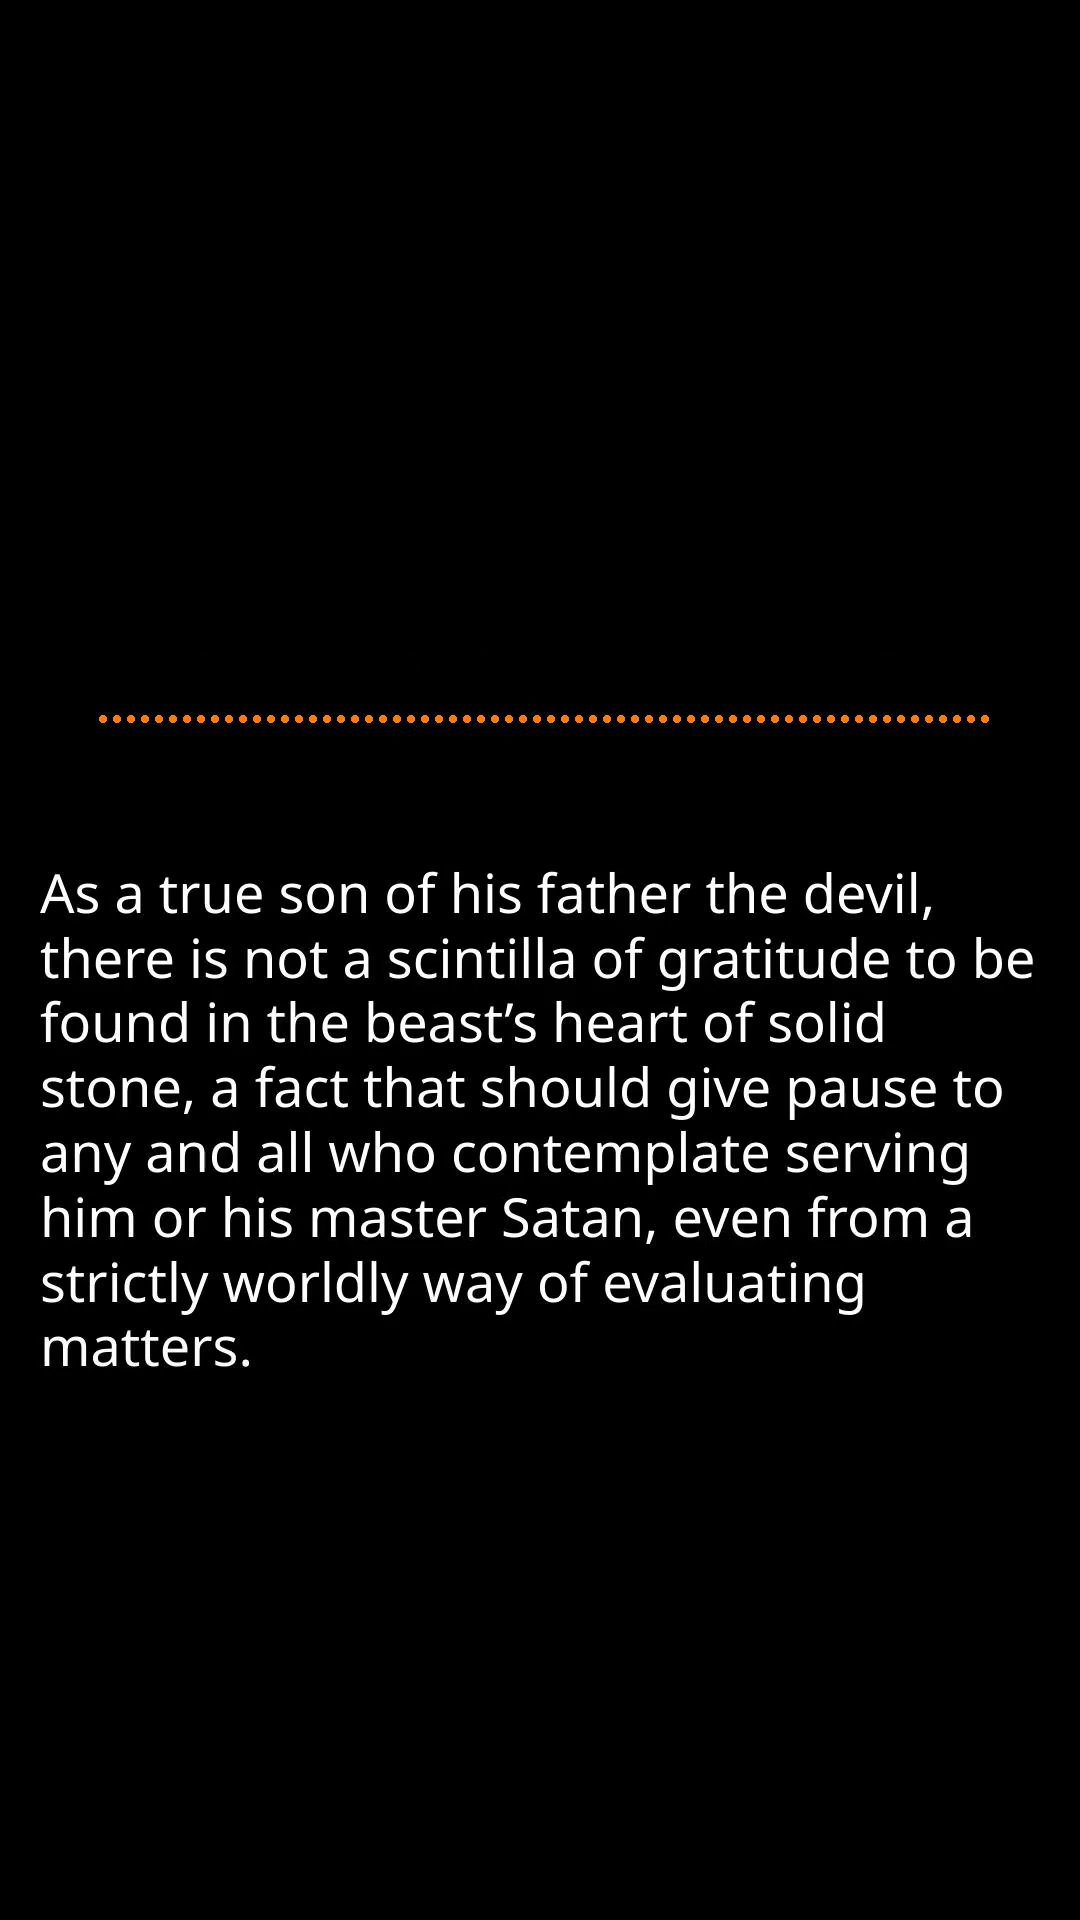 As a true son of his father the devil,
there is not a scintilla of gratitude to be
found in the beast’s heart of solid
stone, a fact that should give pause to
any and all who contemplate serving
him or his master Satan, even from a
strictly worldly way of evaluating
matters.